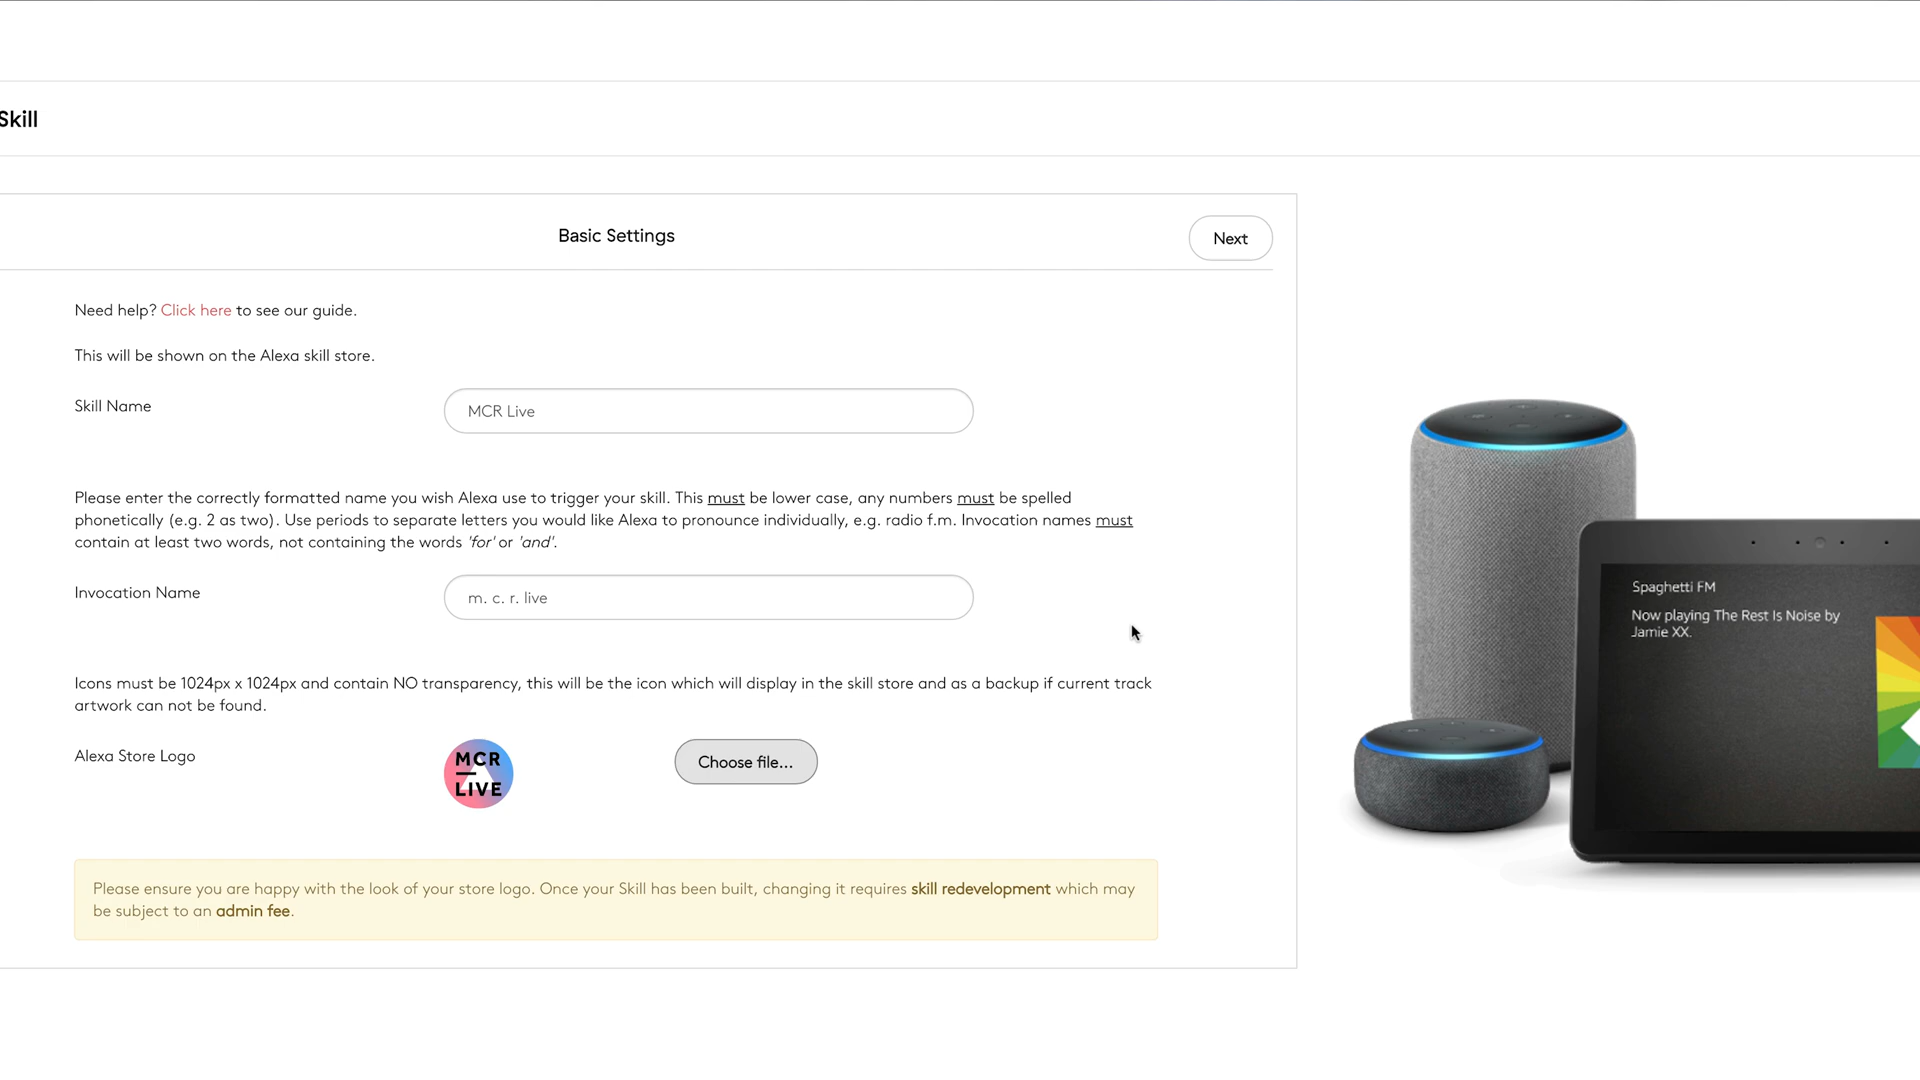 Skill
Basic Settings
Next
Need help? Click here to see our guide.
This will be shown on the Alexa skill store.
Skill Name
MCR Live
Please enter the correctly formatted name you wish Alexa use to trigger your skill. This must be lower case, any numbers must be spelled
phonetically (e.g. 2 as two). Use periods to separate letters you would like Alexa to pronounce individually, e.g. radio f.m. Invocation names must
contain at least two words, not containing the words 'for' or 'and'.
Invocation Name
m. c. r. live
Icons must be 1024px x 1024px and contain NO transparency, this will be the icon which will display in the skill store and as a backup if current track
artwork can not be found.
Alexa Store Logo
MCR
LIVE
Choose file...
Please ensure you are happy with the look of your store logo. Once your Skill has been built, changing it requires skill redevelopment which may
be subject to an admin fee.
Spaghetti FM
Now playing The Rest Is Noise by
Jamie XX.